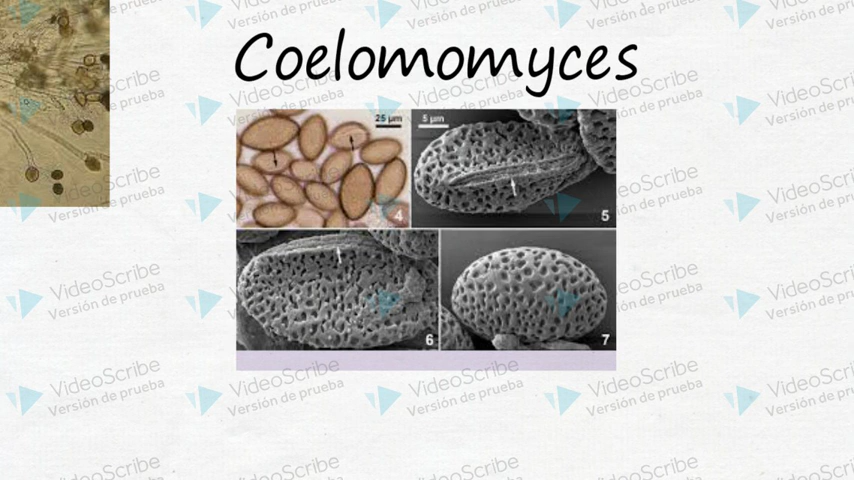 Coelomomyces
25 µm
5 µm
4
5
6
7
VideoScribe
Versión de prueba